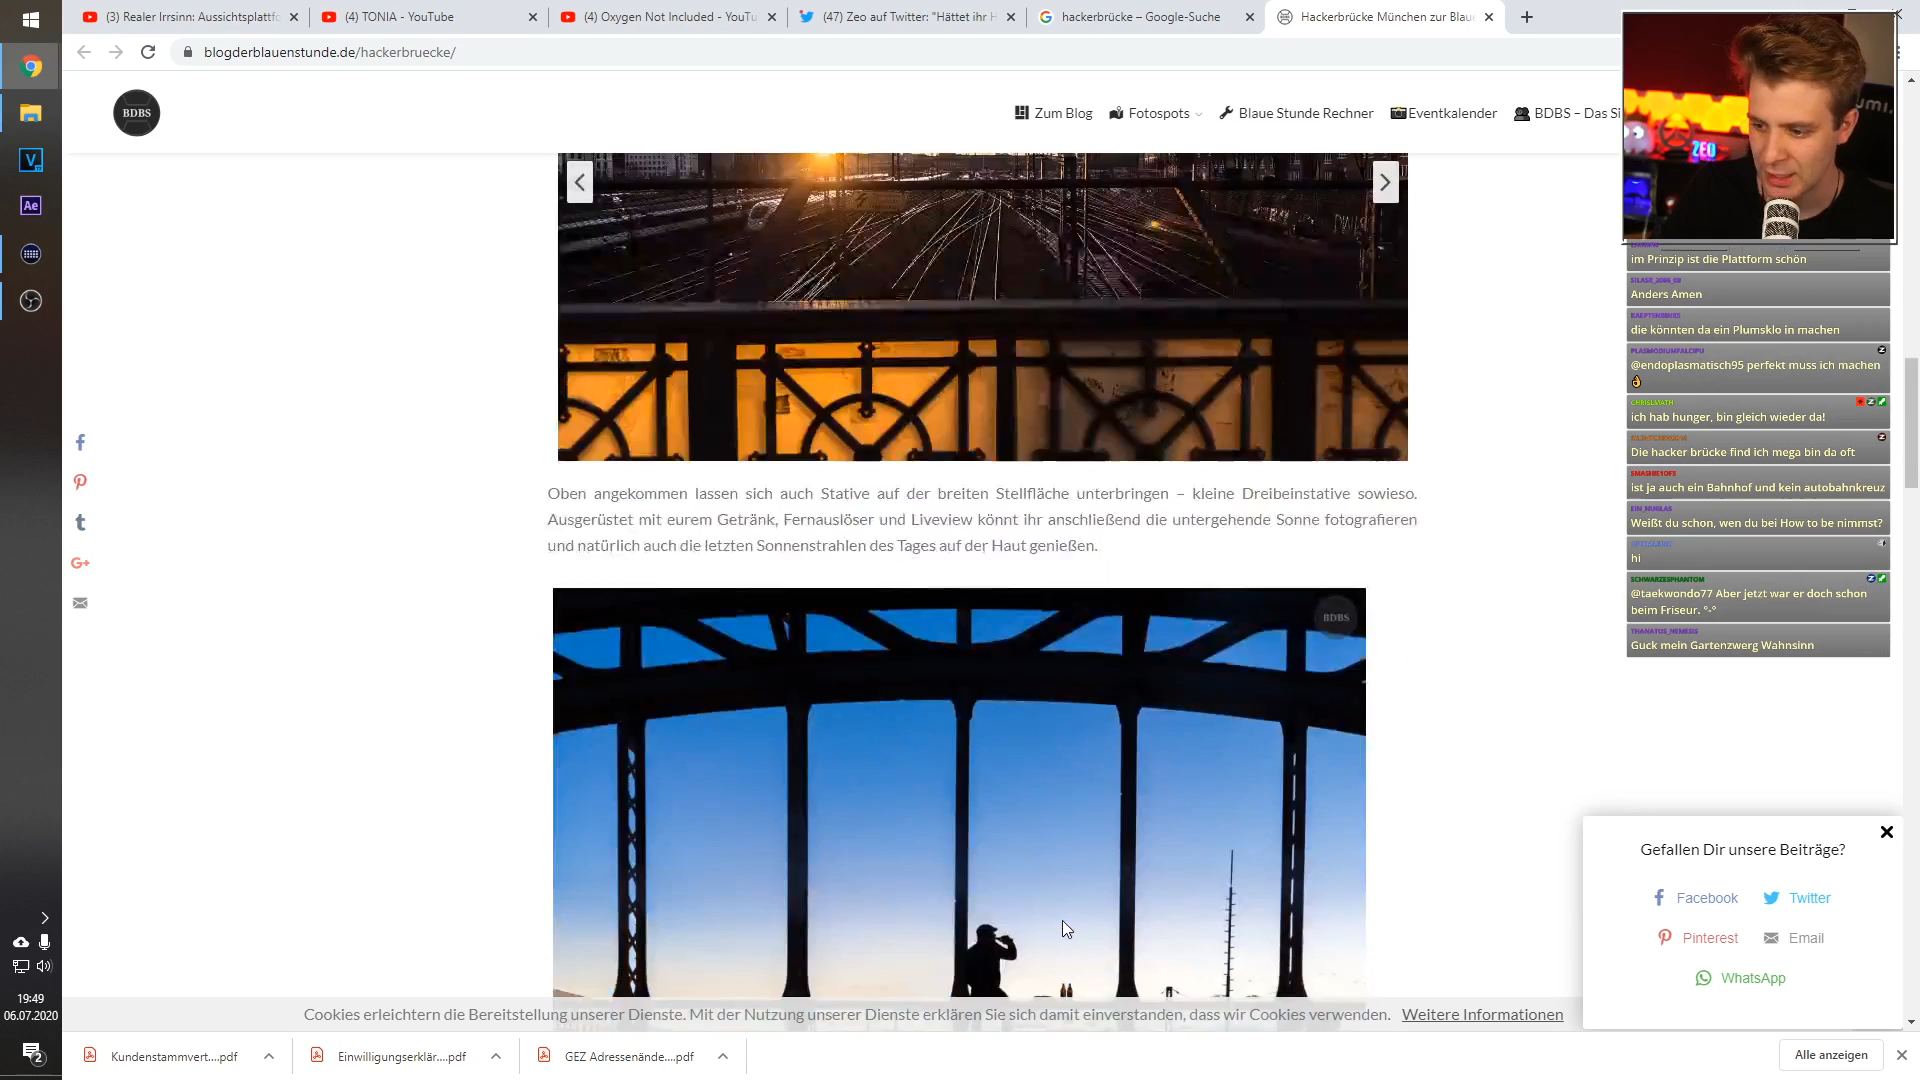 (3) Realer Irrsinn: Aussichtsplattfo
(4) TONIA - YouTube
(4) Oxygen Not Included - YouTu
(47) Zeo auf Twitter: "Hättet ihr H
hackerbrücke – Google-Suche
Hackerbrücke München zur Blau
blogderblauenstunde.de/hackerbruecke/
BDBS
Zum Blog
Fotospots
Blaue Stunde Rechner
Eventkalender
BDBS – Das Si
ZEO
Oben angekommen lassen sich auch Stative auf der breiten Stellfläche unterbringen – kleine Dreibeinstative sowieso.
Ausgerüstet mit eurem Getränk, Fernauslöser und Liveview könnt ihr anschließend die untergehende Sonne fotografieren
und natürlich auch die letzten Sonnenstrahlen des Tages auf der Haut genießen.
BDBS
im Prinzip ist die Plattform schön
Anders Amen
die könnten da ein Plumsklo in machen
PLASMODIUMFALCIPU
@endoplasmatisch95 perfekt muss ich machen
CHRISLMATH
ich hab hunger, bin gleich wieder da!
Die hacker brücke find ich mega bin da oft
ist ja auch ein Bahnhof und kein autobahnkreuz
Weißt du schon, wen du bei How to be nimmst?
hi
SCHWARZESPHANTOM
@taekwondo77 Aber jetzt war er doch schon
beim Friseur. °-°
THANATOS_NEMESIS
Guck mein Gartenzwerg Wahnsinn
Gefallen Dir unsere Beiträge?
Facebook
Twitter
Pinterest
Email
WhatsApp
Cookies erleichtern die Bereitstellung unserer Dienste. Mit der Nutzung unserer Dienste erklären Sie sich damit einverstanden, dass wir Cookies verwenden. Weitere Informationen
Kundenstammvert....pdf
Einwilligungserklär....pdf
GEZ Adressenände....pdf
Alle anzeigen
19:49
06.07.2020
2